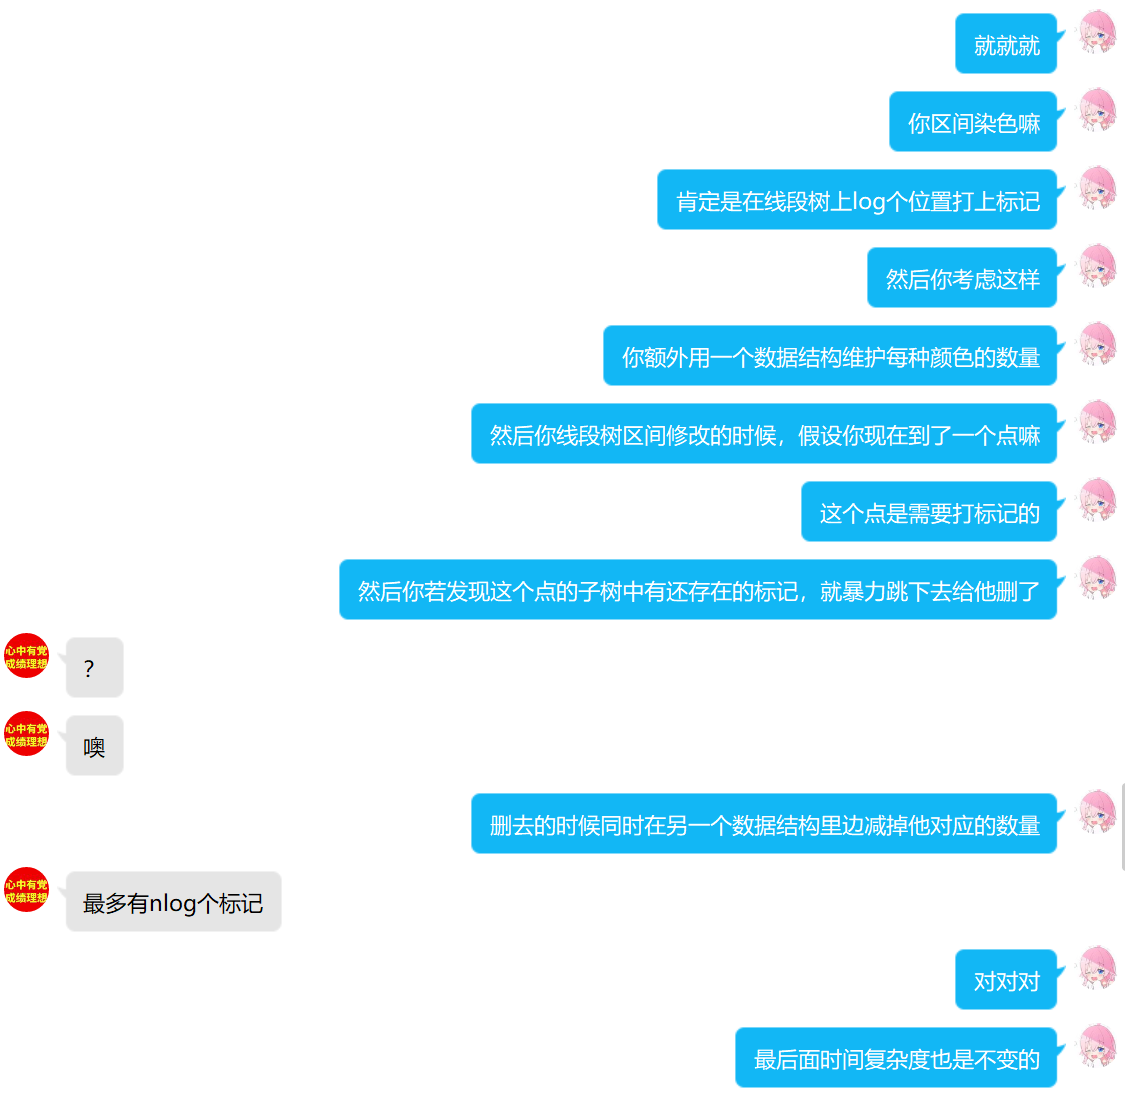 就就就
你区间染色嘛
肯定是在线段树上log个位置打上标记
然后你考虑这样
你额外用一个数据结构维护每种颜色的数量
然后你线段树区间修改的时候，假设你现在到了一个点嘛
这个点是需要打标记的
然后你若发现这个点的子树中有还存在的标记，就暴力跳下去给他删了
心中有党
成绩理想
？
心中有党
成绩理想
噢
删去的时候同时在另一个数据结构里边减掉他对应的数量
心中有党
成绩理想
最多有nlog个标记
对对对
最后面时间复杂度也是不变的